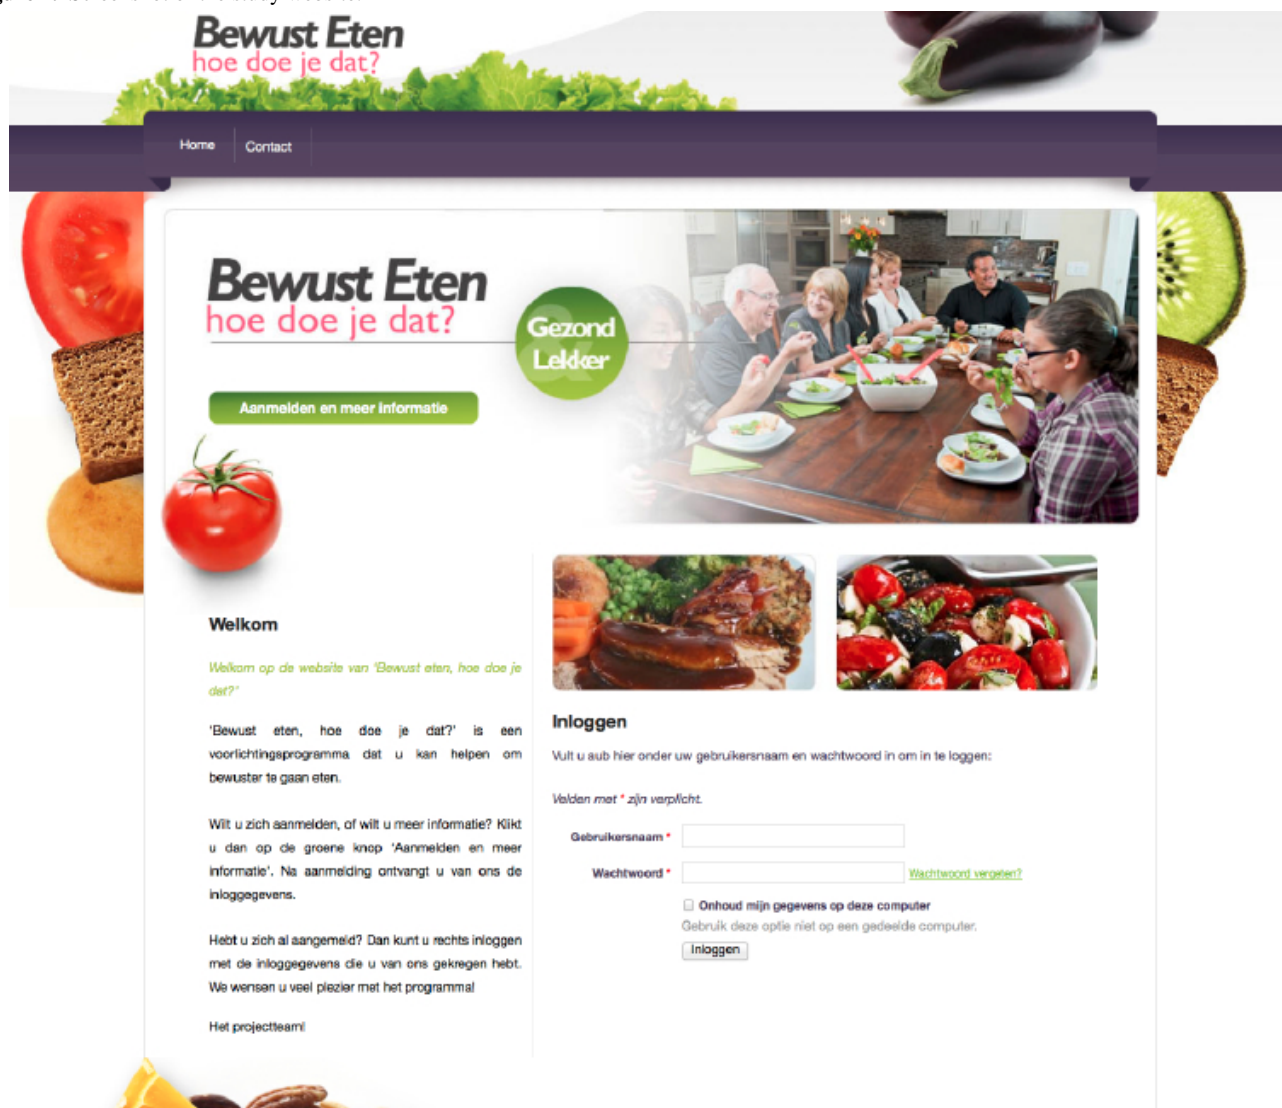 Bewust Eten
hoe doe je dat?
Home
Contact
Bewust Eten
hoe doe je dat?
Gezond
&
Lekker
Aanmelden en meer informatie
Welkom
Welkom op de website van 'Bewust eten, hoe doe je
dat?'
'Bewust eten, hoe doe je dat?' is een
voorlichtingsprogramma dat u kan helpen om
bewuster te gaan eten.
Wilt u zich aanmelden, of wilt u meer informatie? Klikt
u dan op de groene knop 'Aanmelden en meer
informatie'. Na aanmelding ontvangt u van ons de
inloggegevens.
Hebt u zich al aangemeld? Dan kunt u rechts inloggen
met de inloggegevens die u van ons gekregen hebt.
We wensen u veel plezier met het programma!
Het projectteam!
Inloggen
Vult u aub hier onder uw gebruikersnaam en wachtwoord in om in te loggen:
Velden met * zijn verplicht.
Gebruikersnaam *
Wachtwoord *
Wachtwoord vergeten?
Onhoud mijn gegevens op deze computer
Gebruik deze optie niet op een gedeelde computer.
Inloggen